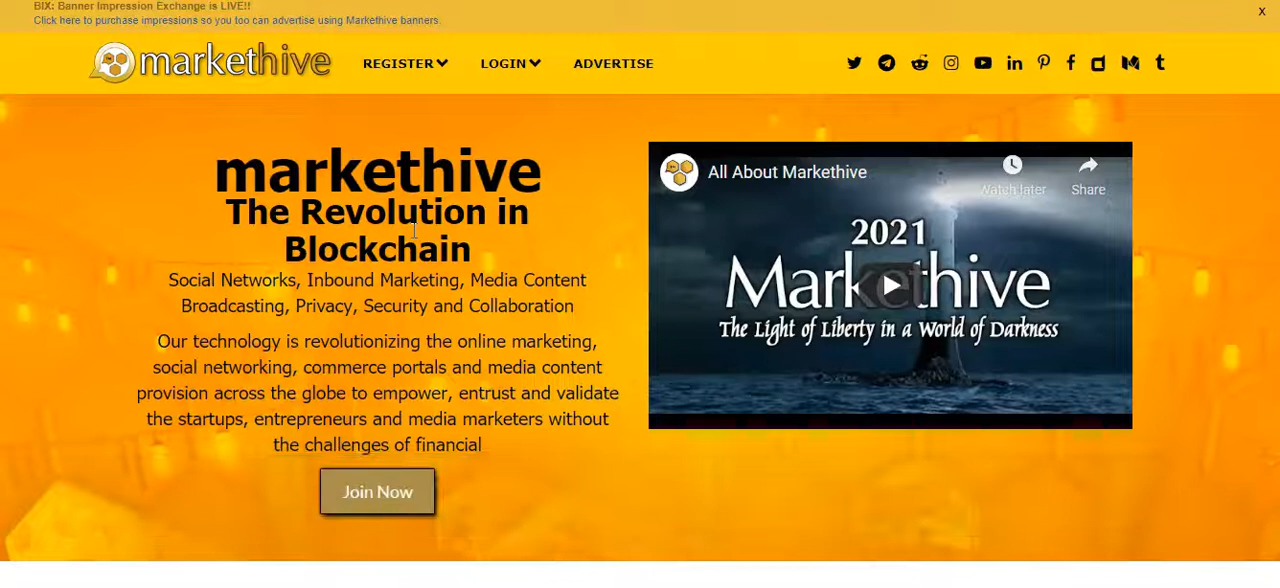 BIX: Banner Impression Exchange is LIVE!!
Click here to purchase impressions so you too can advertise using Markethive banners.
X
markethive
REGISTER
LOGIN
ADVERTISE
markethive
The Revolution in
Blockchain
Social Networks, Inbound Marketing, Media Content
Broadcasting, Privacy, Security and Collaboration
Our technology is revolutionizing the online marketing,
social networking, commerce portals and media content
provision across the globe to empower, entrust and validate
the startups, entrepreneurs and media marketers without
the challenges of financial
Join Now
All About Markethive
Watch later
Share
2021
Markethive
The Light of Liberty in a World of Darkness